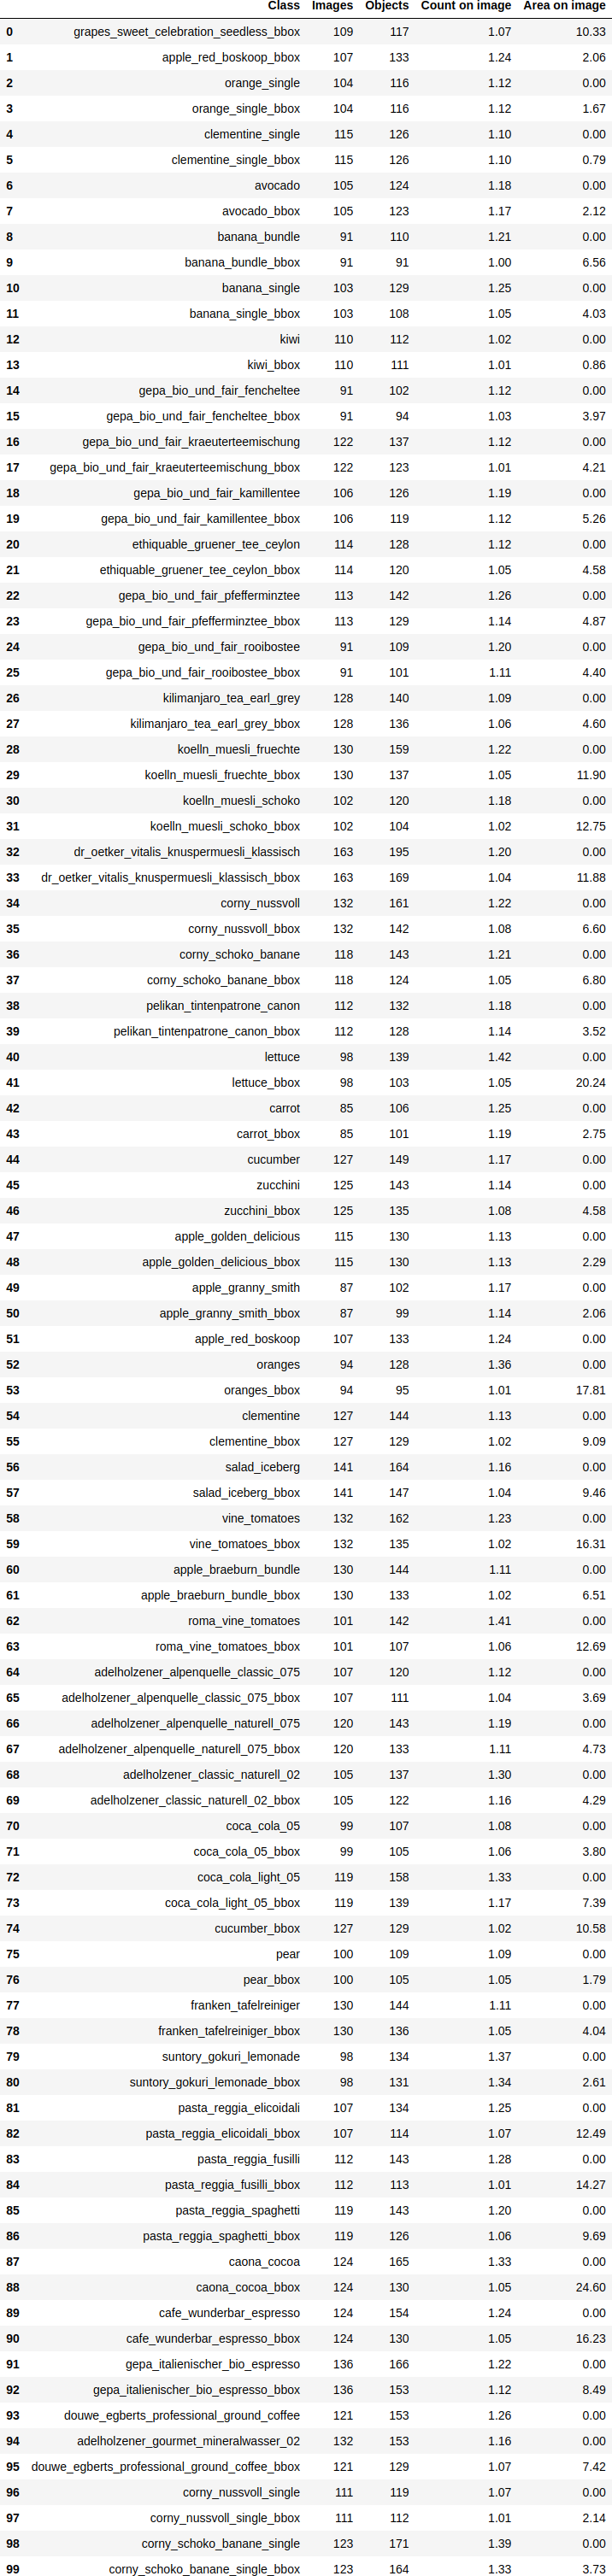 Class Images Objects Count on image Area on image
0 grapes_sweet_celebration_seedless_bbox 109 117 1.07 10.33
1 apple_red_boskoop_bbox 107 133 1.24 2.06
2 orange_single 104 116 1.12 0.00
3 orange_single_bbox 104 116 1.12 1.67
4 clementine_single 115 126 1.10 0.00
5 clementine_single_bbox 115 126 1.10 0.79
6 avocado 105 124 1.18 0.00
7 avocado_bbox 105 123 1.17 2.12
8 banana_bundle 91 110 1.21 0.00
9 banana_bundle_bbox 91 91 1.00 6.56
10 banana_single 103 129 1.25 0.00
11 banana_single_bbox 103 108 1.05 4.03
12 kiwi 110 112 1.02 0.00
13 kiwi_bbox 110 111 1.01 0.86
14 gepa_bio_und_fair_fencheltee 91 102 1.12 0.00
15 gepa_bio_und_fair_fencheltee_bbox 91 94 1.03 3.97
16 gepa_bio_und_fair_kraeuterteemischung 122 137 1.12 0.00
17 gepa_bio_und_fair_kraeuterteemischung_bbox 122 123 1.01 4.21
18 gepa_bio_und_fair_kamillentee 106 126 1.19 0.00
19 gepa_bio_und_fair_kamillentee_bbox 106 119 1.12 5.26
20 ethiquable_gruener_tee_ceylon 114 128 1.12 0.00
21 ethiquable_gruener_tee_ceylon_bbox 114 120 1.05 4.58
22 gepa_bio_und_fair_pfefferminztee 113 142 1.26 0.00
23 gepa_bio_und_fair_pfefferminztee_bbox 113 129 1.14 4.87
24 gepa_bio_und_fair_rooibostee 91 109 1.20 0.00
25 gepa_bio_und_fair_rooibostee_bbox 91 101 1.11 4.40
26 kilimanjaro_tea_earl_grey 128 140 1.09 0.00
27 kilimanjaro_tea_earl_grey_bbox 128 136 1.06 4.60
28 koelln_muesli_fruechte 130 159 1.22 0.00
29 koelln_muesli_fruechte_bbox 130 137 1.05 11.90
30 koelln_muesli_schoko 102 120 1.18 0.00
31 koelln_muesli_schoko_bbox 102 104 1.02 12.75
32 dr_oetker_vitalis_knuspermuesli_klassisch 163 195 1.20 0.00
33 dr_oetker_vitalis_knuspermuesli_klassisch_bbox 163 169 1.04 11.88
34 corny_nussvoll 132 161 1.22 0.00
35 corny_nussvoll_bbox 132 142 1.08 6.60
36 corny_schoko_banane 118 143 1.21 0.00
37 corny_schoko_banane_bbox 118 124 1.05 6.80
38 pelikan_tintenpatrone_canon 112 132 1.18 0.00
39 pelikan_tintenpatrone_canon_bbox 112 128 1.14 3.52
40 lettuce 98 139 1.42 0.00
41 lettuce_bbox 98 103 1.05 20.24
42 carrot 85 106 1.25 0.00
43 carrot_bbox 85 101 1.19 2.75
44 cucumber 127 149 1.17 0.00
45 zucchini 125 143 1.14 0.00
46 zucchini_bbox 125 135 1.08 4.58
47 apple_golden_delicious 115 130 1.13 0.00
48 apple_golden_delicious_bbox 115 130 1.13 2.29
49 apple_granny_smith 87 102 1.17 0.00
50 apple_granny_smith_bbox 87 99 1.14 2.06
51 apple_red_boskoop 107 133 1.24 0.00
52 oranges 94 128 1.36 0.00
53 oranges_bbox 94 95 1.01 17.81
54 clementine 127 144 1.13 0.00
55 clementine_bbox 127 129 1.02 9.09
56 salad_iceberg 141 164 1.16 0.00
57 salad_iceberg_bbox 141 147 1.04 9.46
58 vine_tomatoes 132 162 1.23 0.00
59 vine_tomatoes_bbox 132 135 1.02 16.31
60 apple_braeburn_bundle 130 144 1.11 0.00
61 apple_braeburn_bundle_bbox 130 133 1.02 6.51
62 roma_vine_tomatoes 101 142 1.41 0.00
63 roma_vine_tomatoes_bbox 101 107 1.06 12.69
64 adelholzener_alpenquelle_classic_075 107 120 1.12 0.00
65 adelholzener_alpenquelle_classic_075_bbox 107 111 1.04 3.69
66 adelholzener_alpenquelle_naturell_075 120 143 1.19 0.00
67 adelholzener_alpenquelle_naturell_075_bbox 120 133 1.11 4.73
68 adelholzener_classic_naturell_02 105 137 1.30 0.00
69 adelholzener_classic_naturell_02_bbox 105 122 1.16 4.29
70 coca_cola_05 99 107 1.08 0.00
71 coca_cola_05_bbox 99 105 1.06 3.80
72 coca_cola_light_05 119 158 1.33 0.00
73 coca_cola_light_05_bbox 119 139 1.17 7.39
74 cucumber_bbox 127 129 1.02 10.58
75 pear 100 109 1.09 0.00
76 pear_bbox 100 105 1.05 1.79
77 franken_tafelreiniger 130 144 1.11 0.00
78 franken_tafelreiniger_bbox 130 136 1.05 4.04
79 suntory_gokuri_lemonade 98 134 1.37 0.00
80 suntory_gokuri_lemonade_bbox 98 131 1.34 2.61
81 pasta_reggia_elicoidali 107 134 1.25 0.00
82 pasta_reggia_elicoidali_bbox 107 114 1.07 12.49
83 pasta_reggia_fusilli 112 143 1.28 0.00
84 pasta_reggia_fusilli_bbox 112 113 1.01 14.27
85 pasta_reggia_spaghetti 119 143 1.20 0.00
86 pasta_reggia_spaghetti_bbox 119 126 1.06 9.69
87 caona_cocoa 124 165 1.33 0.00
88 caona_cocoa_bbox 124 130 1.05 24.60
89 cafe_wunderbar_espresso 124 154 1.24 0.00
90 cafe_wunderbar_espresso_bbox 124 130 1.05 16.23
91 gepa_italienischer_bio_espresso 136 166 1.22 0.00
92 gepa_italienischer_bio_espresso_bbox 136 153 1.12 8.49
93 douwe_egberts_professional_ground_coffee 121 153 1.26 0.00
94 adelholzener_gourmet_mineralwasser_02 132 153 1.16 0.00
95 douwe_egberts_professional_ground_coffee_bbox 121 129 1.07 7.42
96 corny_nussvoll_single 111 119 1.07 0.00
97 corny_nussvoll_single_bbox 111 112 1.01 2.14
98 corny_schoko_banane_single 123 171 1.39 0.00
99 corny_schoko_banane_single_bbox 123 164 1.33 3.73